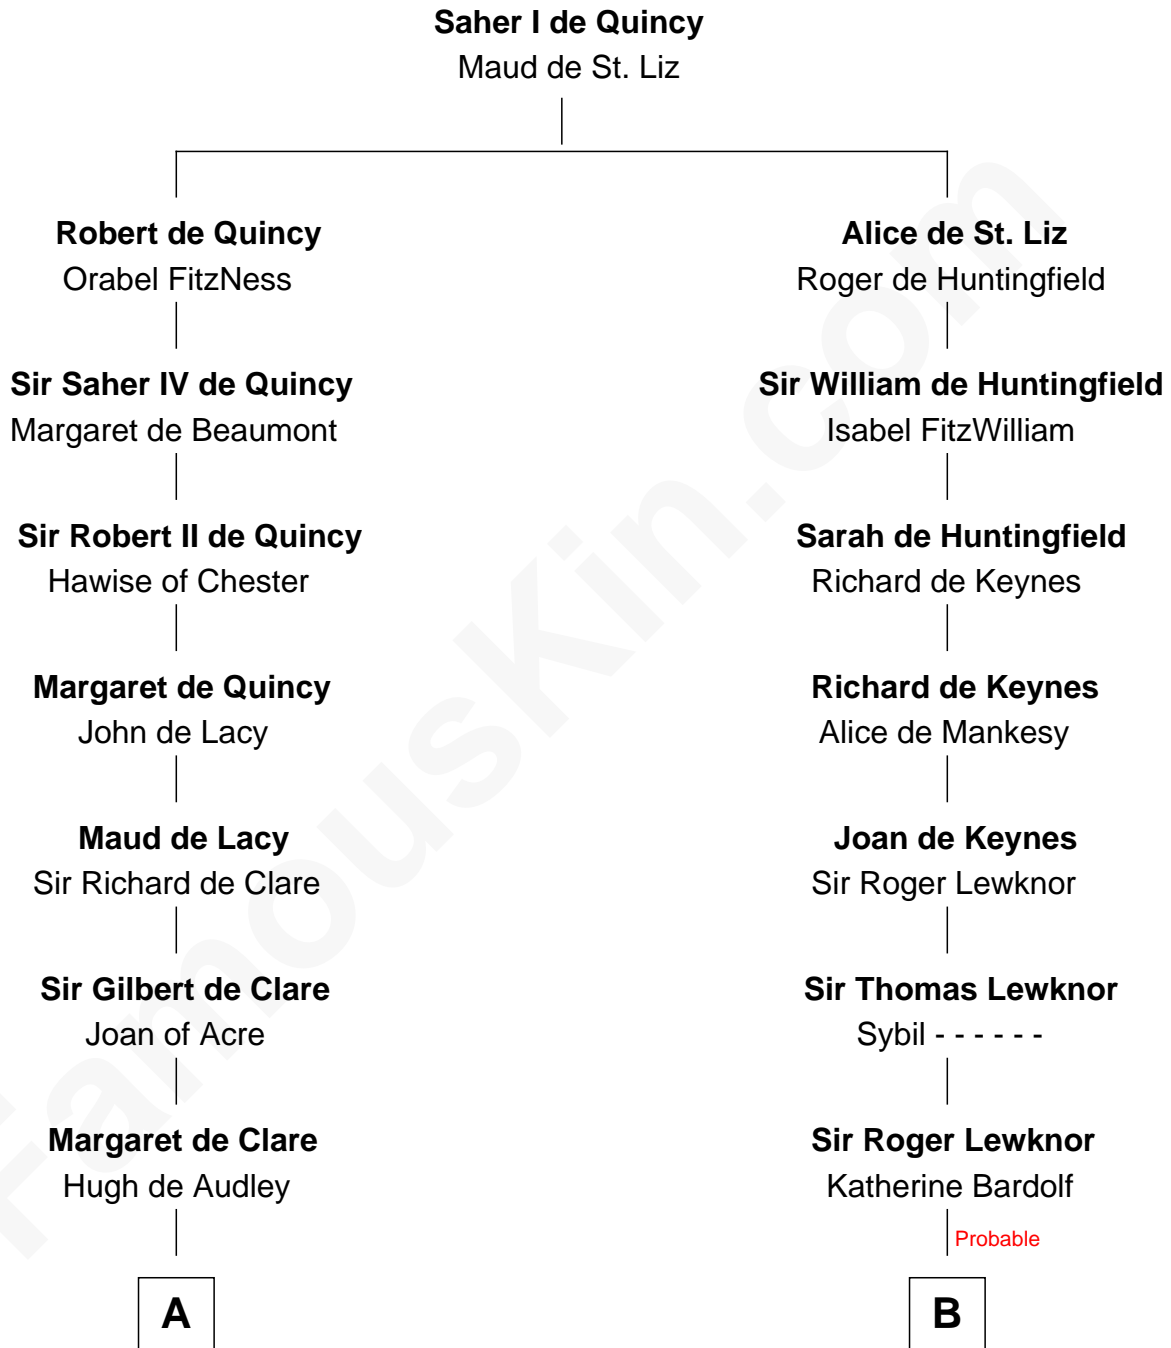 Saher I de Quincy
Maud de St. Liz
Robert de Quincy
Orabel FitzNess
Alice de St. Liz
Roger de Huntingfield
Sir Saher IV de Quincy
Margaret de Beaumont
Sir William de Huntingfield
Isabel FitzWilliam
Sir Robert II de Quincy
Hawise of Chester
Sarah de Huntingfield
Richard de Keynes
Margaret de Quincy
John de Lacy
Richard de Keynes
Alice de Mankesy
Maud de Lacy
Sir Richard de Clare
Joan de Keynes
Sir Roger Lewknor
Sir Gilbert de Clare
Joan of Acre
Sir Thomas Lewknor
Sybil - - - - - -
Margaret de Clare
Hugh de Audley
Sir Roger Lewknor
Katherine Bardolf
Probable
A
B
FamousKin.com